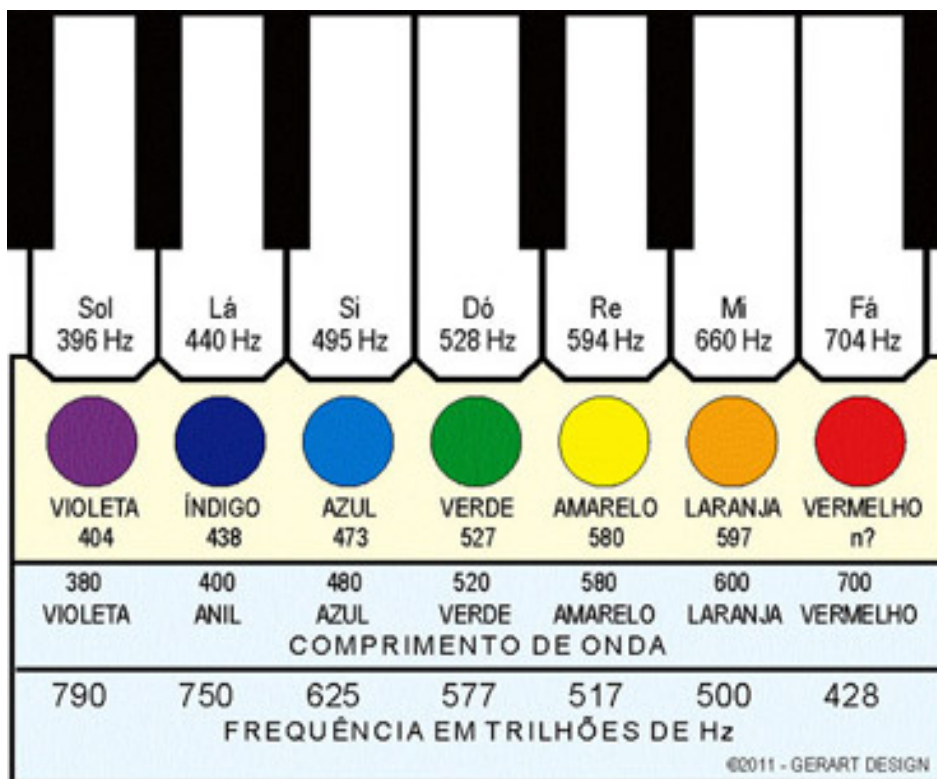 Sol Lá Si Dó Re Mi Fá
396 Hz 440 Hz 495 Hz 528 Hz 594 Hz 660 Hz 704 Hz
VIOLETA ÍNDIGO AZUL VERDE AMARELO LARANJA VERMELHO
404 438 473 527 580 597 n?
380 400 480 520 580 600 700
VIOLETA ANIL AZUL VERDE AMARELO LARANJA VERMELHO
COMPRIMENTO DE ONDA
790 750 625 577 517 500 428
FREQUÊNCIA EM TRILHÕES DE Hz
©2011 - GERART DESIGN